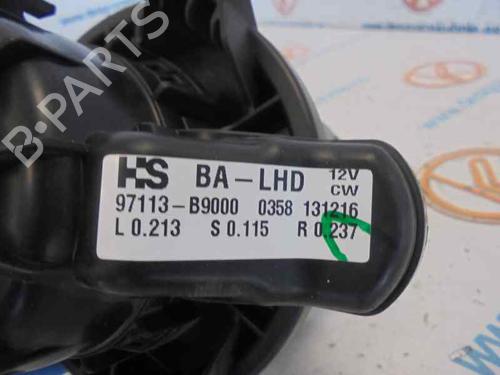 B-PARTS
HS BA-LHD 12V CW
97113-B9000 0358 131216
L 0.213 S 0.115 R 0.237